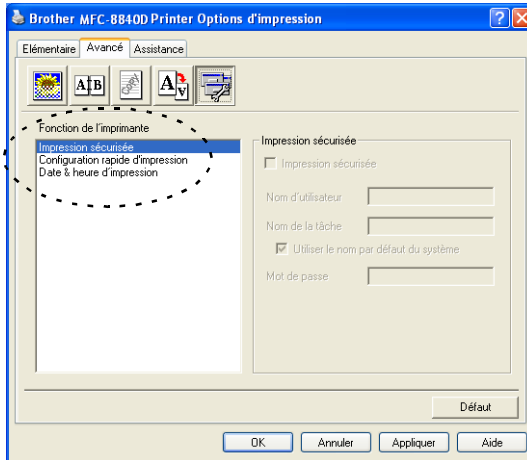 Brother MFC-8840D Printer Options d'impression
Elémentaire Avancé Assistance
A B
A A
Fonction de l'imprimante
Impression sécurisée
Configuration rapide d'impression
Date & heure d'impression
Impression sécurisée
Impression sécurisée
Nom d'utilisateur
Nom de la tâche
Utiliser le nom par défaut du système
Mot de passe
Défaut
OK Annuler Appliquer Aide